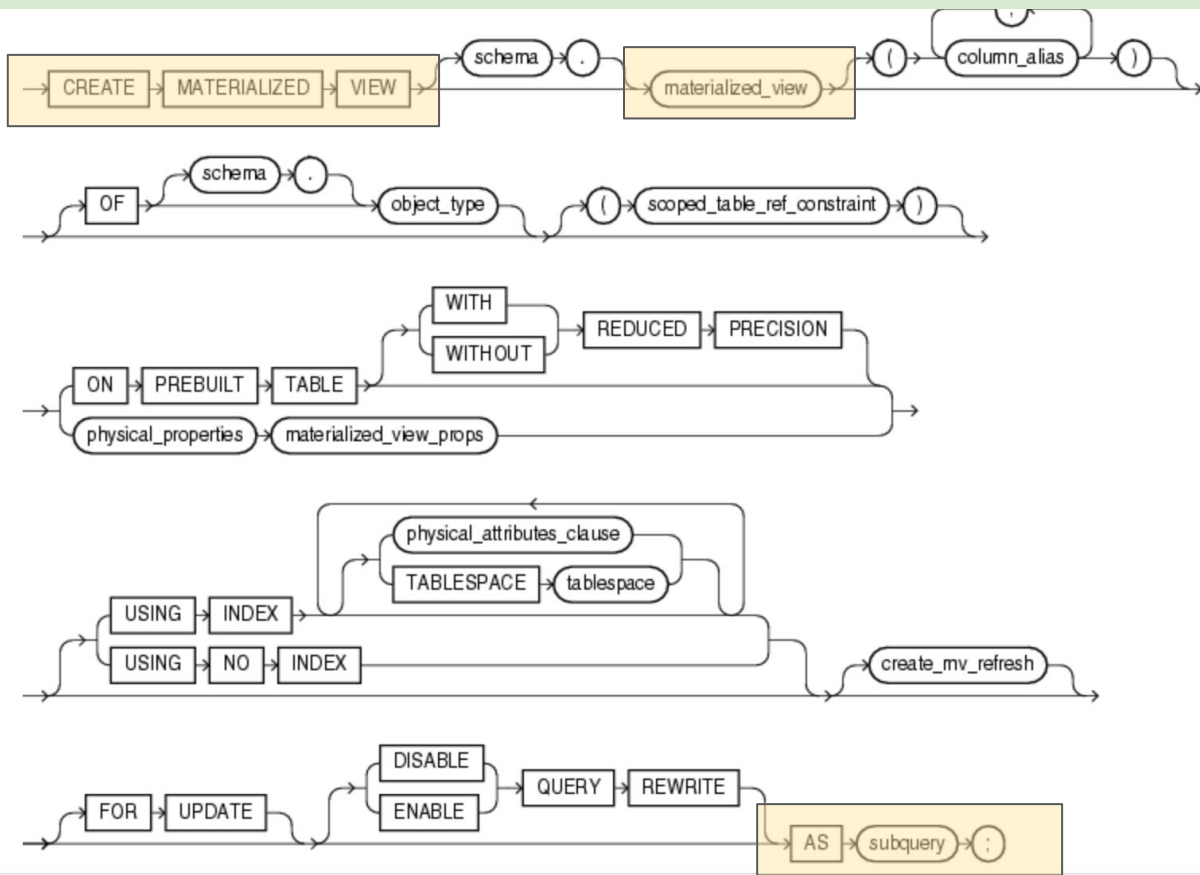 CREATE MATERIALIZED VIEW schema . materialized_view ( column_alias , )
OF schema . object_type ( scoped_table_ref_constraint )
WITH
REDUCED PRECISION
WITHOUT
ON PREBUILT TABLE
physical_properties materialized_view_props
physical_attributes_clause
TABLESPACE tablespace
USING INDEX
USING NO INDEX
create_mv_refresh
DISABLE
QUERY REWRITE
FOR UPDATE
ENABLE
AS subquery ;